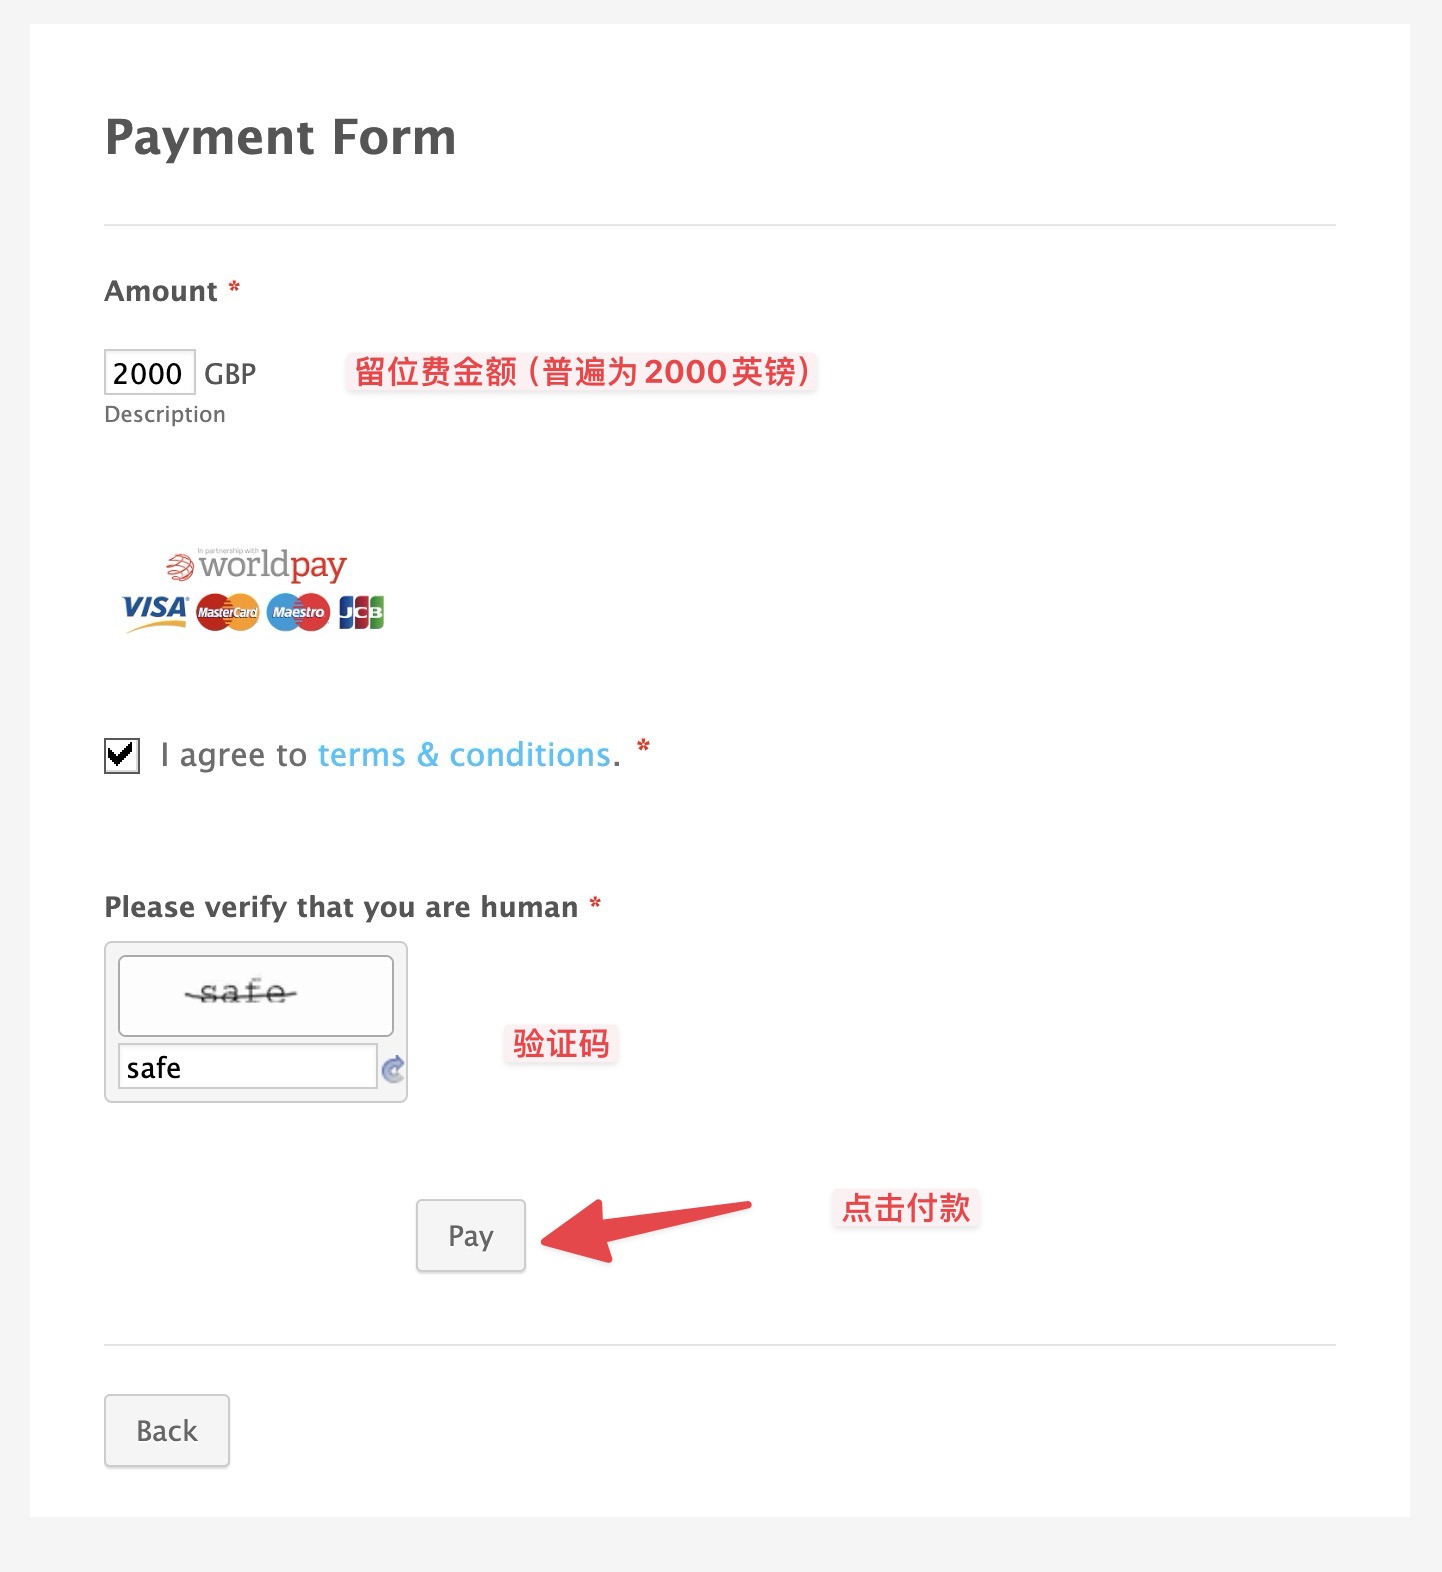 Payment Form
Amount *
2000 GBP
留位费金额（普遍为2000英镑）
Description
In partnership with
worldpay
VISA MasterCard Maestro JCB
I agree to terms & conditions. *
Please verify that you are human *
safe
safe
验证码
Pay
点击付款
Back